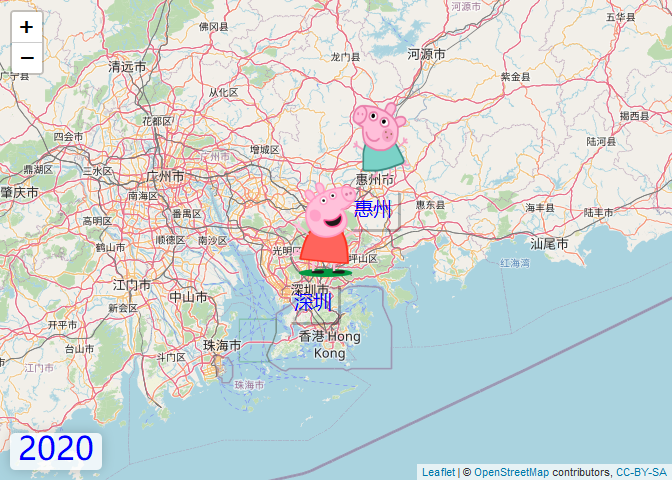 +
−
佛冈县
河源市
五华县
龙门县
河源市
清远市
广宁县
紫金县
从化区
揭西县
花都区
四会市
陆河县
增城区
广州市
三水区
鼎湖区
广州市
惠州市
肇庆市
南海区
惠州
惠东县
海丰县
陆丰市
番禺区
高明区
顺德区
南沙区
汕尾市
鹤山市
光明区
坪山区
红海湾
江门市
深圳市
中山市
深圳
新会区
开平市
香港 Hong
Kong
珠海市
台山市
斗门区
江门市
珠海市
2020
Leaflet | © OpenStreetMap contributors, CC-BY-SA